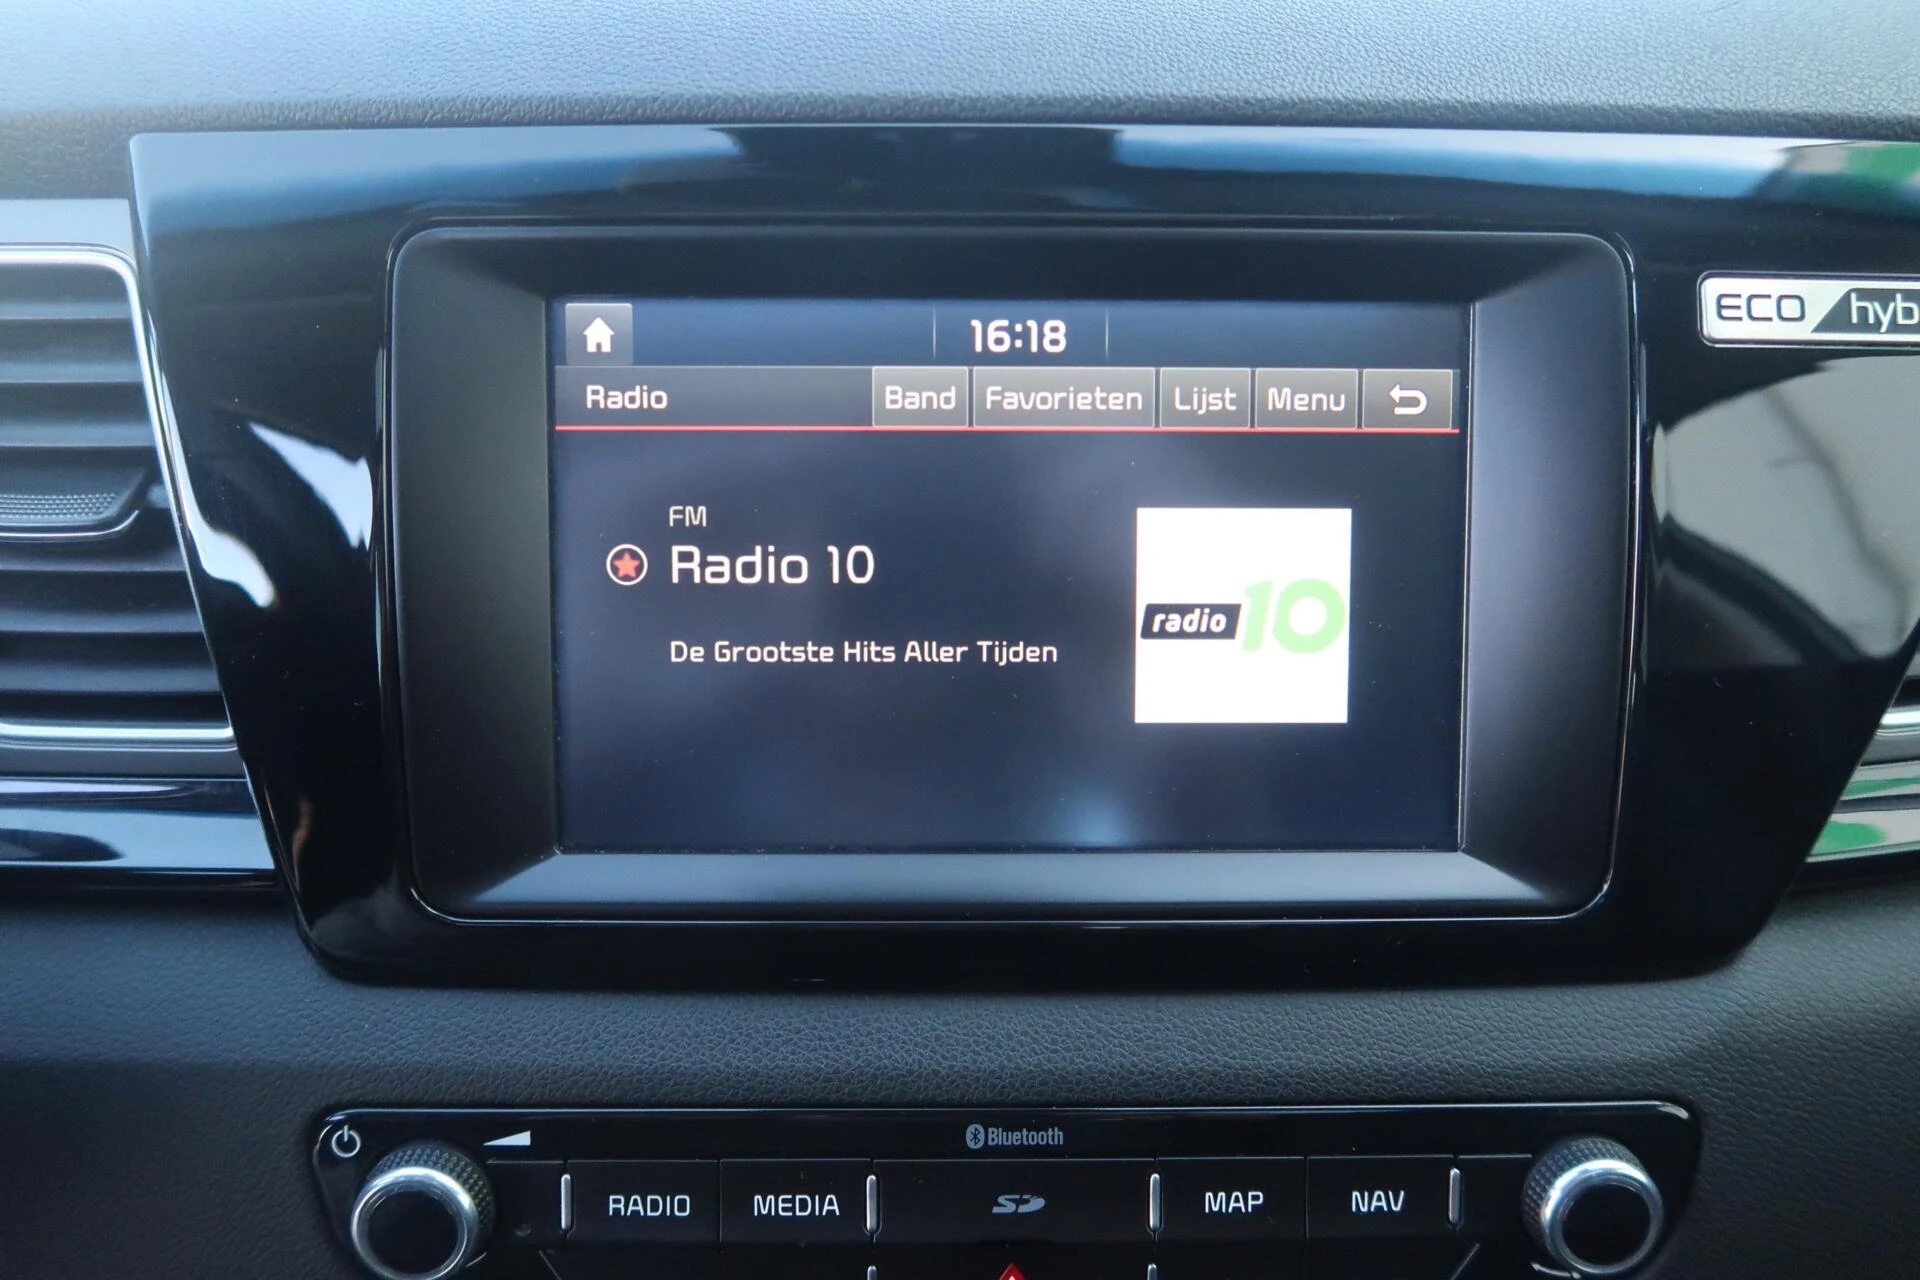 16:18
ECO hyb
Radio Band Favorieten Lijst Menu
FM
Radio 10
De Grootste Hits Aller Tijden
radio 10
Bluetooth
RADIO MEDIA SD MAP NAV